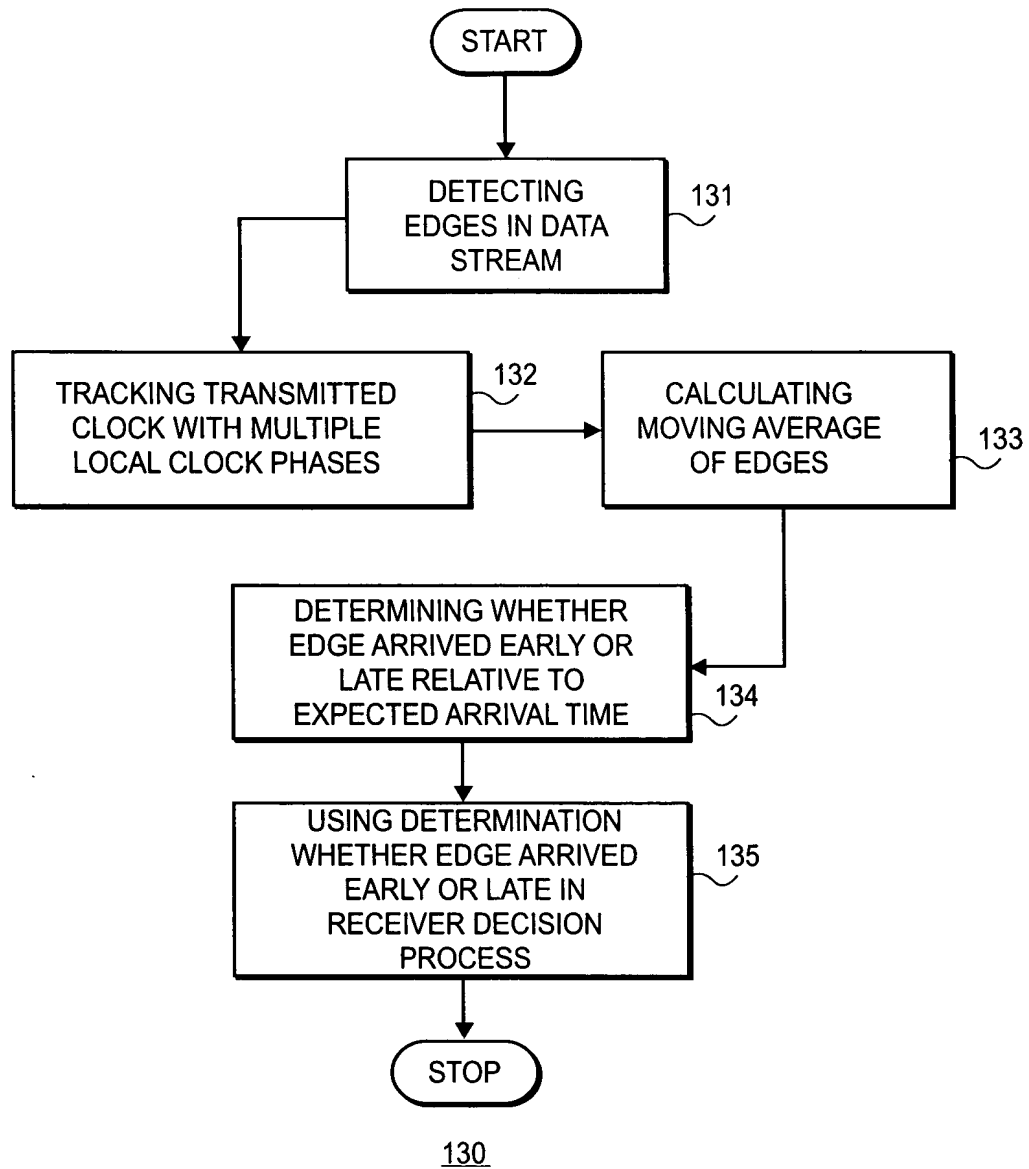 START
DETECTING
EDGES IN DATA
STREAM
131
TRACKING TRANSMITTED
CLOCK WITH MULTIPLE
LOCAL CLOCK PHASES
132
CALCULATING
MOVING AVERAGE
OF EDGES
133
DETERMINING WHETHER
EDGE ARRIVED EARLY OR
LATE RELATIVE TO
EXPECTED ARRIVAL TIME
134
USING DETERMINATION
WHETHER EDGE ARRIVED
EARLY OR LATE IN
RECEIVER DECISION
PROCESS
135
STOP
130